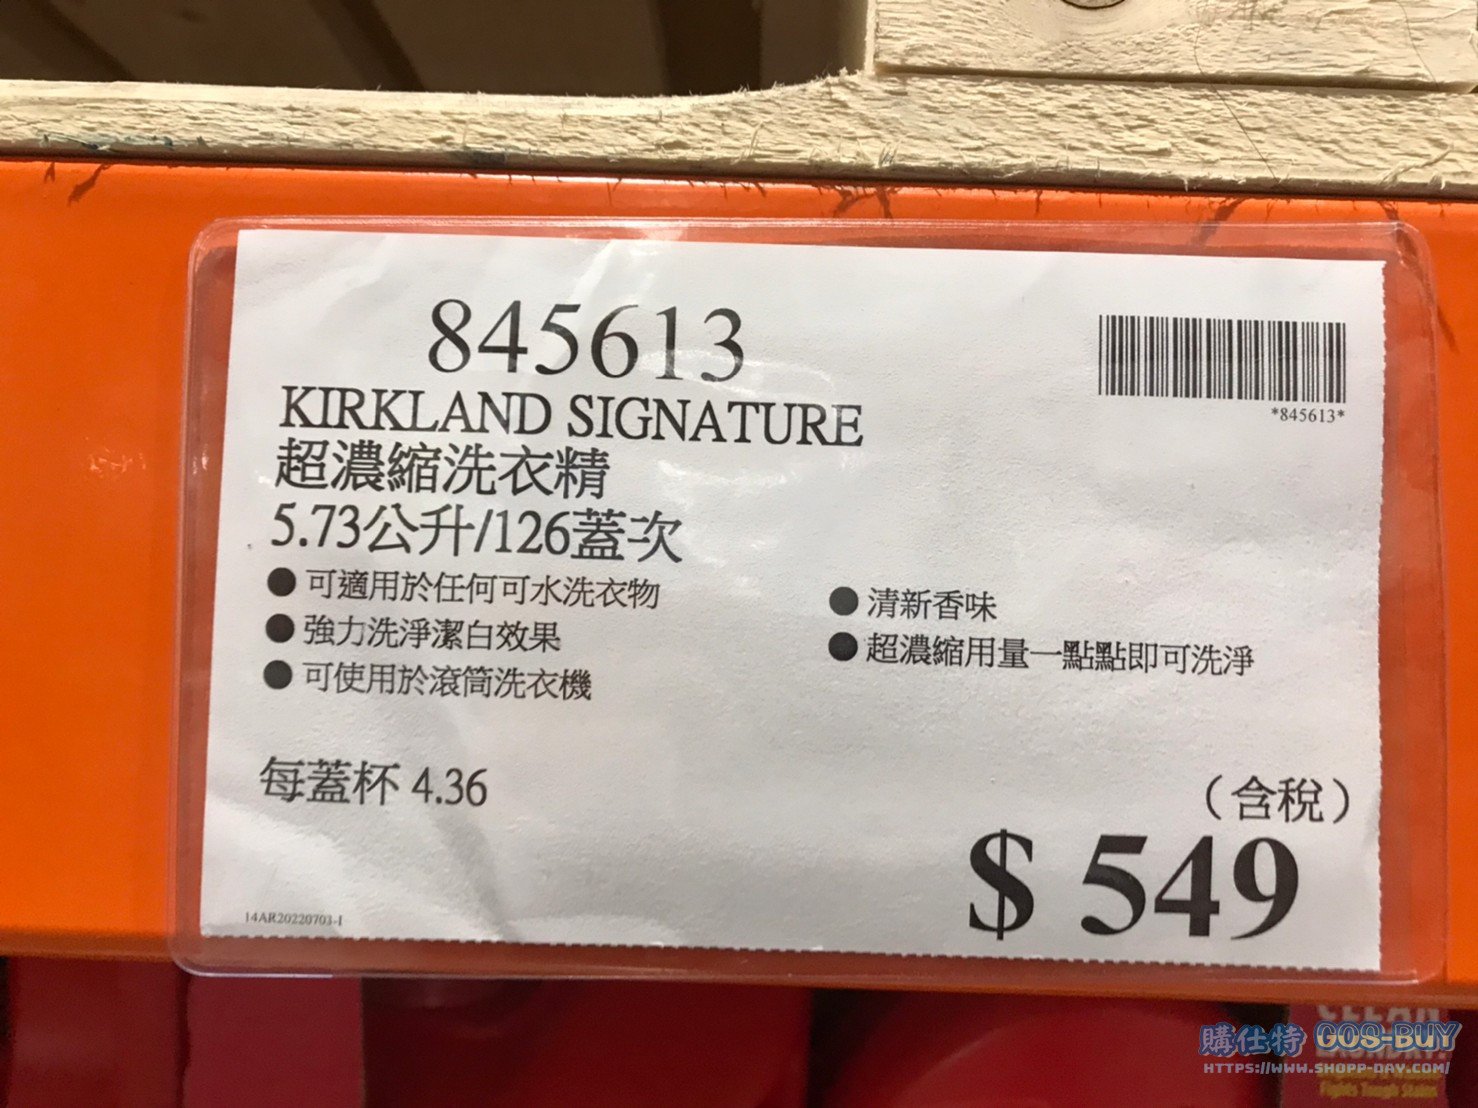 845613
*845613*
KIRKLAND SIGNATURE
超濃縮洗衣精
5.73公升/126蓋次
● 可適用於任何可水洗衣物
● 強力洗淨潔白效果
● 可使用於滾筒洗衣機
● 清新香味
● 超濃縮用量一點點即可洗淨
每蓋杯 4.36
（含稅）
$ 549
14AR20220703-1
CLEAN
購仕特 COS-BUY
HTTPS://WWW.SHOPP-DAY.COM/
Fights Tough Stains